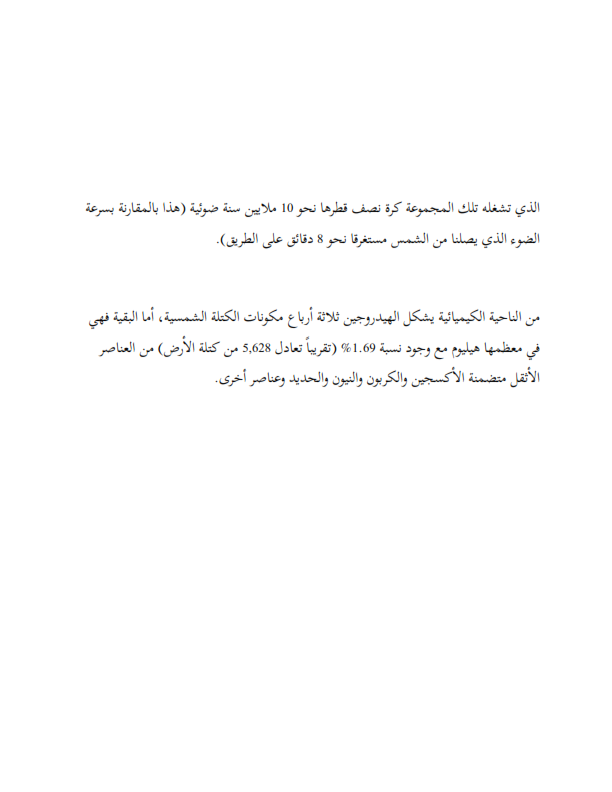 الذي تشغله تلك المجموعة كرة نصف قطرها نحو 10 ملايين سنة ضوئية (هذا بالمقارنة بسرعة
الضوء الذي يصلنا من الشمس مستغرقا نحو 8 دقائق على الطريق).
من الناحية الكيميائية يشكل الهيدروجين ثلاثة أرباع مكونات الكتلة الشمسية، أما البقية فهي
في معظمها هيليوم مع وجود نسبة 1.69% (تقريباً تعادل 5,628 من كتلة الأرض) من العناصر
الأثقل متضمنة الأكسجين والكربون والنيون والحديد وعناصر أخرى.